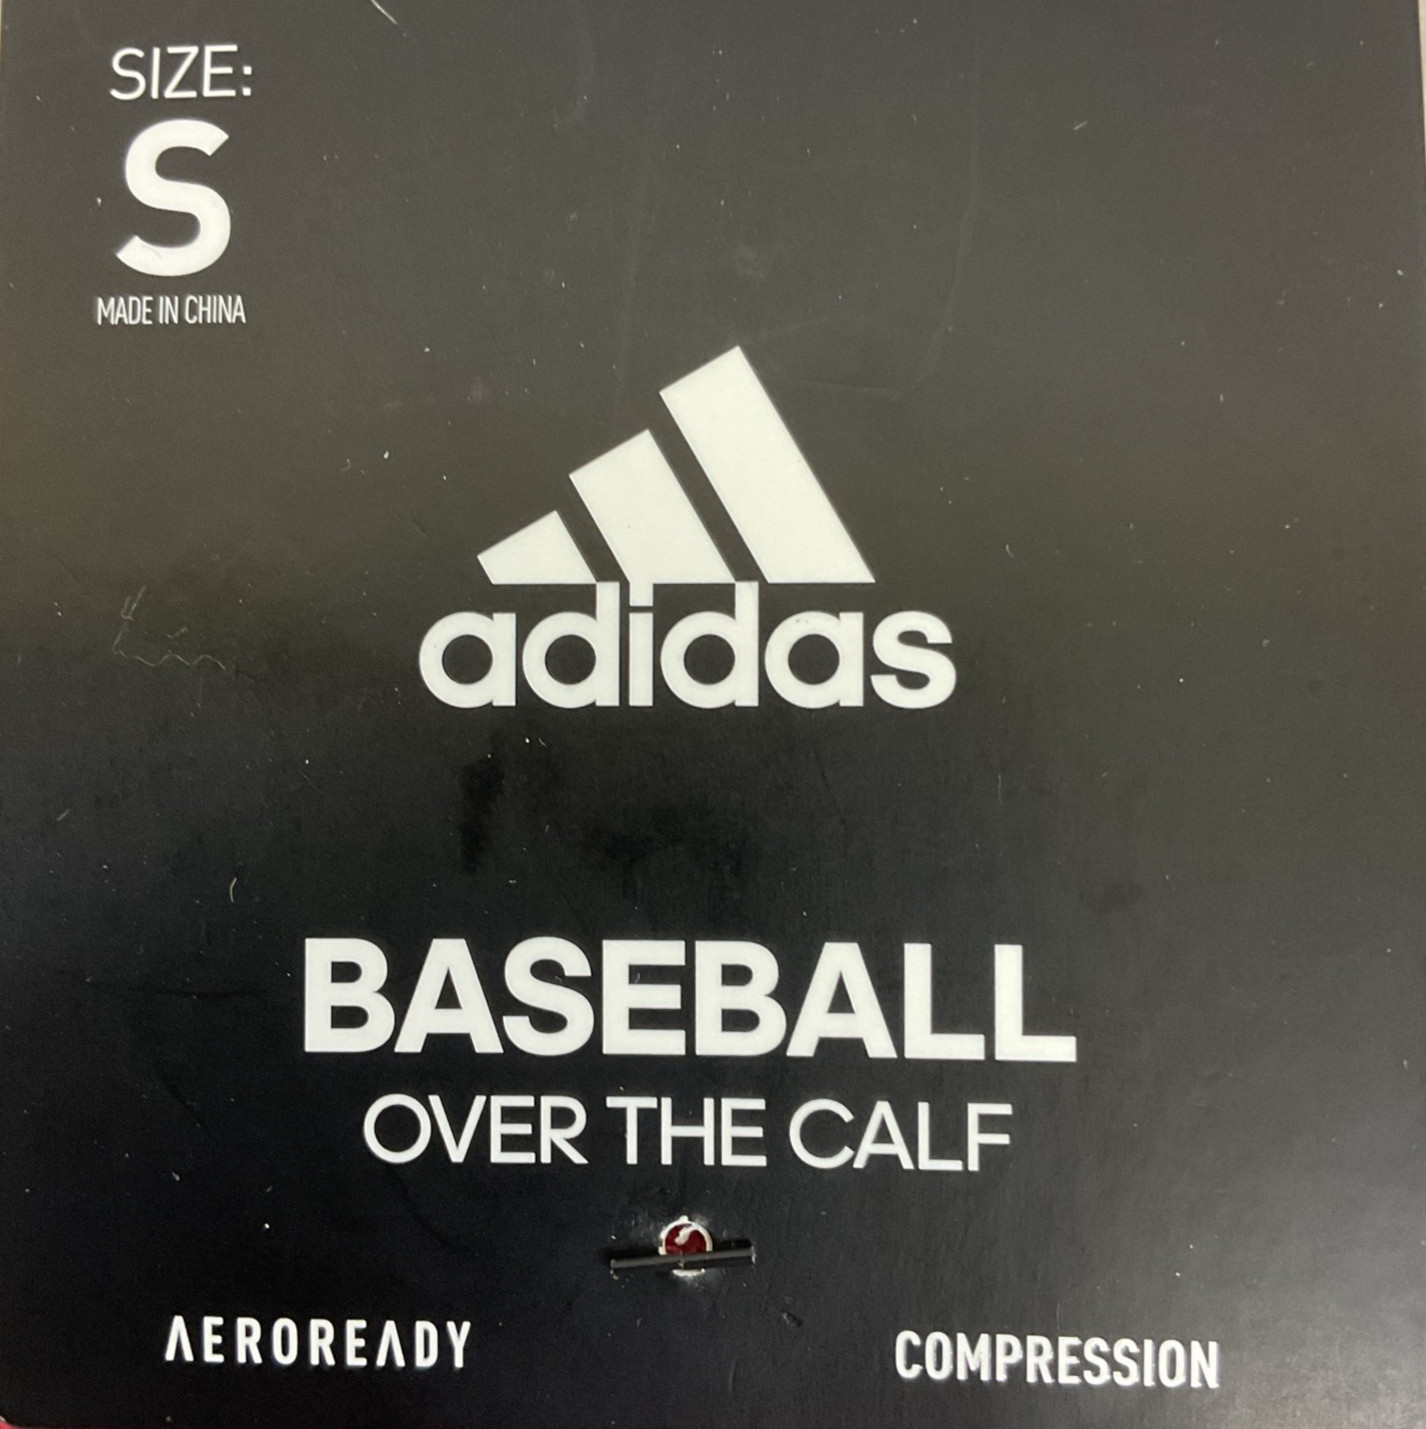 SIZE:
S
MADE IN CHINA
adidas
BASEBALL
OVER THE CALF
AEROREADY
COMPRESSION